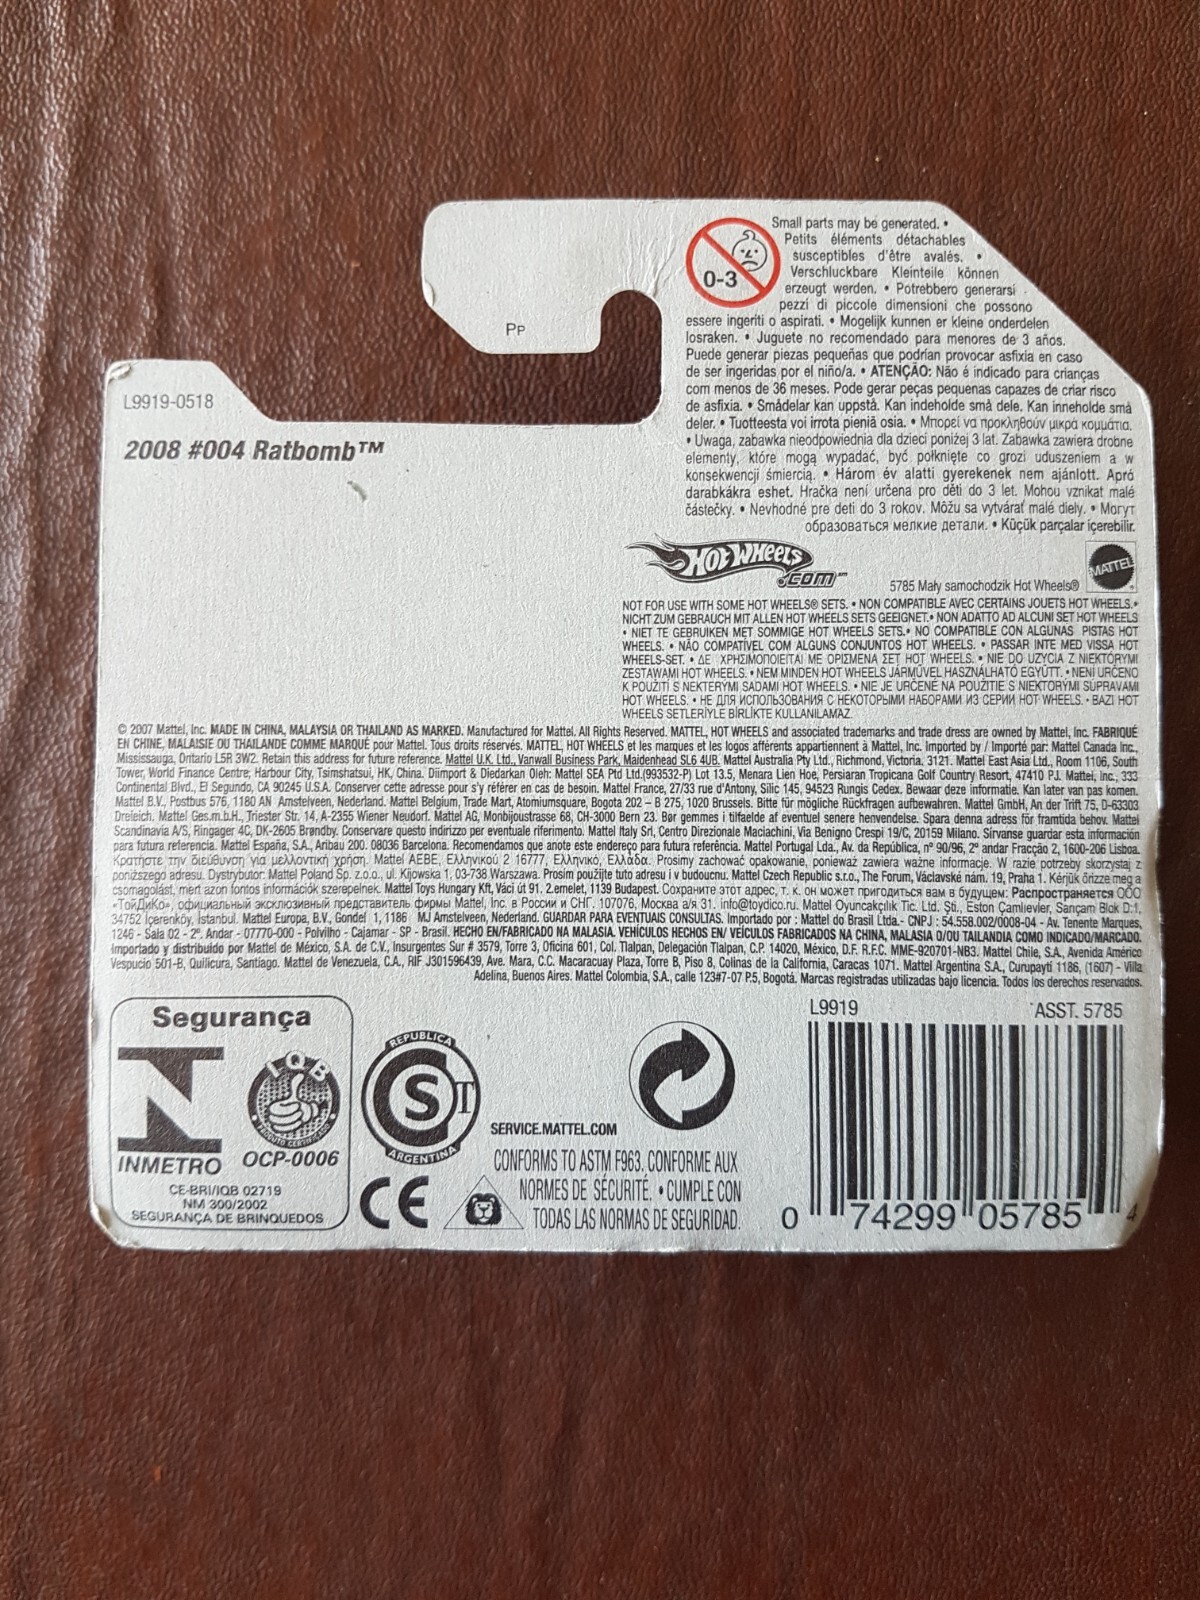 Small parts may be generated. •
Petits éléments détachables
susceptibles d'être avalés. •
Verschluckbare Kleinteile können
0-3
erzeugt werden. • Potrebbero generarsi
pezzi di piccole dimensioni che possono
essere ingeriti o aspirati. • Mogelijk kunnen er kleine onderdelen
Pp
losraken. • Juguete no recomendado para menores de 3 años.
Puede generar piezas pequeñas que podrían provocar asfixia en caso
de ser ingeridas por el niño/a. • ATENÇÃO: Não é indicado para crianças
com menos de 36 meses. Pode gerar peças pequenas capazes de criar risco
de asfixia. • Smådelar kan uppstå. Kan indeholde små dele. Kan inneholde små
deler. • Tuotteesta voi irrota pieniä osia. • Μπορεί να προκληθούν μικρά κομμάτια.
• Uwaga, zabawka nieodpowiednia dla dzieci poniżej 3 lat. Zabawka zawiera drobne
elementy, które mogą wypadać, być połknięte co grozi uduszeniem a w
konsekwencji śmiercią. • Három év alatti gyerekenek nem ajánlott. Apró
darabkákra eshet. Hračka není určena pro děti do 3 let. Mohou vznikat malé
částečky. • Nevhodné pre deti do 3 rokov. Môžu sa vytvárať malé diely. • Могут
образоваться мелкие детали. • Küçük parçalar içerebilir.
L9919-0518
2008 #004 Ratbomb™
HOT WHEELS
.COM™
5785 Mały samochodzik Hot Wheels®
MATTEL
NOT FOR USE WITH SOME HOT WHEELS® SETS. • NON COMPATIBLE AVEC CERTAINS JOUETS HOT WHEELS.•
NICHT ZUM GEBRAUCH MIT ALLEN HOT WHEELS SETS GEEIGNET.• NON ADATTO AD ALCUNI SET HOT WHEELS
• NIET TE GEBRUIKEN MET SOMMIGE HOT WHEELS SETS.• NO COMPATIBLE CON ALGUNAS PISTAS HOT
WHEELS. • NÃO COMPATÍVEL COM ALGUNS CONJUNTOS HOT WHEELS. • PASSAR INTE MED VISSA HOT
WHEELS-SET. • ΔΕ ΧΡΗΣΙΜΟΠΟΙΕΙΤΑΙ ΜΕ ΟΡΙΣΜΕΝΑ ΣΕΤ HOT WHEELS. • NIE DO UŻYCIA Z NIEKTÓRYMI
ZESTAWAMI HOT WHEELS. • NEM MINDEN HOT WHEELS JÁRMŰVEL HASZNÁLHATÓ EGYÜTT. • NENÍ URČENO
K POUŽITÍ S NĚKTERÝMI SADAMI HOT WHEELS. • NIE JE URČENÉ NA POUŽITIE S NIEKTORÝMI SÚPRAVAMI
HOT WHEELS. • НЕ ДЛЯ ИСПОЛЬЗОВАНИЯ С НЕКОТОРЫМИ НАБОРАМИ ИЗ СЕРИИ HOT WHEELS. • BAZI HOT
WHEELS SETLERİYLE BİRLİKTE KULLANILAMAZ.
© 2007 Mattel, Inc. MADE IN CHINA, MALAYSIA OR THAILAND AS MARKED. Manufactured for Mattel. All Rights Reserved. MATTEL, HOT WHEELS and associated trademarks and trade dress are owned by Mattel, Inc. FABRIQUÉ
EN CHINE, MALAISIE OU THAILANDE COMME MARQUÉ pour Mattel. Tous droits réservés. MATTEL, HOT WHEELS et les marques et les logos afférents appartiennent à Mattel, Inc. Imported by / Importé par: Mattel Canada Inc.,
Mississauga, Ontario L5R 3W2. Retain this address for future reference. Mattel U.K. Ltd., Vanwall Business Park, Maidenhead SL6 4UB. Mattel Australia Pty Ltd., Richmond, Victoria. 3121. Mattel East Asia Ltd., Room 1106, South
Tower, World Finance Centre, Harbour City, Tsimshatsui, HK, China. Diimport & Diedarkan Oleh: Mattel SEA Ptd Ltd.(993532-P) Lot 13.5, Menara Lien Hoe, Persiaran Tropicana Golf Country Resort, 47410 PJ. Mattel, Inc., 333
Continental Blvd., El Segundo, CA 90245 U.S.A. Conserver cette adresse pour s'y référer en cas de besoin. Mattel France, 27/33 rue d'Antony, Silic 145, 94523 Rungis Cedex. Bewaar deze informatie. Kan later van pas komen.
Mattel B.V., Postbus 576, 1180 AN Amstelveen, Nederland. Mattel Belgium, Trade Mart, Atomiumsquare, Bogota 202 – B 275, 1020 Brussels. Bitte für mögliche Rückfragen aufbewahren. Mattel GmbH, An der Trift 75, D-63303
Dreieich. Mattel Ges.m.b.H., Triester Str. 14, A-2355 Wiener Neudorf. Mattel AG, Monbijoustrasse 68, CH-3000 Bern 23. Bør gemmes i tilfælde af eventuel senere henvendelse. Spara denna adress för framtida behov. Mattel
Scandinavia A/S, Ringager 4C, DK-2605 Brøndby. Conservare questo indirizzo per eventuale riferimento. Mattel Italy Srl, Centro Direzionale Maciachini, Via Benigno Crespi 19/C, 20159 Milano. Sírvanse guardar esta información
para futura referencia. Mattel España, S.A., Aribau 200. 08036 Barcelona. Recomendamos que anote este endereço para futura referência. Mattel Portugal Lda., Av. da República, nº 90/96, 2º andar Fracção 2, 1600-206 Lisboa.
Κρατήστε την διεύθυνση για μελλοντική χρήση. Mattel AEBE, Ελληνικού 2 16777, Ελληνικό, Ελλάδα. Prosimy zachować opakowanie, ponieważ zawiera ważne informacje. W razie potrzeby skorzystaj z
poniższego adresu. Dystrybutor: Mattel Poland Sp. z.o.o., ul. Kijowska 1, 03-738 Warszawa. Prosím použijte tuto adresu i v budoucnu. Mattel Czech Republic s.r.o., The Forum, Václavské nám. 19, Praha 1. Kérjük őrizze meg a
csomagolást, mert azon fontos információk szerepelnek. Mattel Toys Hungary Kft, Váci út 91. 2.emelet, 1139 Budapest. Сохраните этот адрес, т. к. он может пригодиться вам в будущем: Распространяется ООО
«ТойДиКо», официальный эксклюзивный представитель фирмы Mattel, Inc. в России и СНГ. 107076, Москва а/я 31. info@toydico.ru. Mattel Oyuncakçılık Tic. Ltd. Şti., Eston Çamlıevler, Sarıçam Blok D:1,
34752 İçerenköy, İstanbul. Mattel Europa, B.V., Gondel 1, 1186 MJ Amstelveen, Nederland. GUARDAR PARA EVENTUAIS CONSULTAS. Importado por : Mattel do Brasil Ltda.- CNPJ : 54.558.002/0008-04 - Av. Tenente Marques,
1246 - Sala 02 - 2º. Andar - 07770-000 - Polvilho - Cajamar - SP - Brasil. HECHO EN/FABRICADO NA MALASIA. VEHÍCULOS HECHOS EN/ VEÍCULOS FABRICADOS NA CHINA, MALASIA O/OU TAILANDIA COMO INDICADO/MARCADO.
Importado y distribuido por Mattel de México, S.A. de C.V., Insurgentes Sur # 3579, Torre 3, Oficina 601, Col. Tlalpan, Delegación Tlalpan, C.P. 14020, México, D.F. R.F.C. MME-920701-NB3. Mattel Chile, S.A., Avenida Américo
Vespucio 501-B, Quilicura, Santiago. Mattel de Venezuela, C.A., RIF J301596439, Ave. Mara, C.C. Macaracuay Plaza, Torre B, Piso 8, Colinas de la California, Caracas 1071. Mattel Argentina S.A., Curupaytí 1186, (1607) - Villa
Adelina, Buenos Aires. Mattel Colombia, S.A., calle 123#7-07 P.5, Bogotá. Marcas registradas utilizadas bajo licencia. Todos los derechos reservados.
Segurança
INMETRO
IQB
PRODUTO CERTIFICADO
OCP-0006
CE-BRI/IQB 02719
NM 300/2002
SEGURANÇA DE BRINQUEDOS
REPUBLICA
S T
ARGENTINA
CE
SERVICE.MATTEL.COM
CONFORMS TO ASTM F963. CONFORME AUX
NORMES DE SÉCURITÉ. • CUMPLE CON
TODAS LAS NORMAS DE SEGURIDAD.
L9919 ASST. 5785
0 74299 05785 4